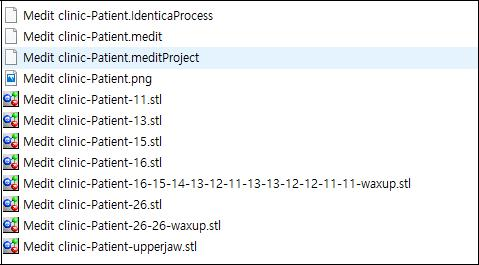 Medit clinic-Patient.IdenticaProcess
Medit clinic-Patient.medit
Medit clinic-Patient.meditProject
Medit clinic-Patient.png
Medit clinic-Patient-11.stl
Medit clinic-Patient-13.stl
Medit clinic-Patient-15.stl
Medit clinic-Patient-16.stl
Medit clinic-Patient-16-15-14-13-12-11-13-13-12-12-11-11-waxup.stl
Medit clinic-Patient-26.stl
Medit clinic-Patient-26-26-waxup.stl
Medit clinic-Patient-upperjaw.stl